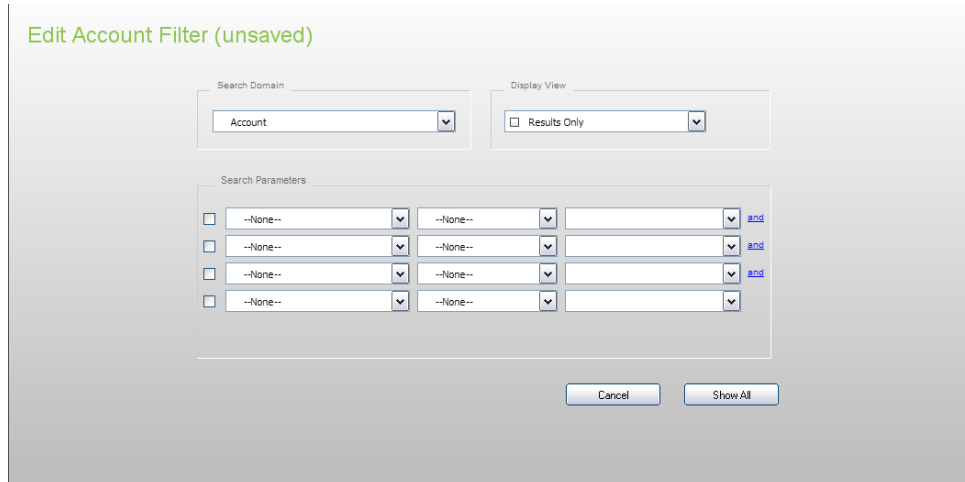 Edit Account Filter (unsaved)
Search Domain Display View
Account Results Only
Search Parameters
--None-- --None-- and
--None-- --None-- and
--None-- --None-- and
--None-- --None--
Cancel Show All